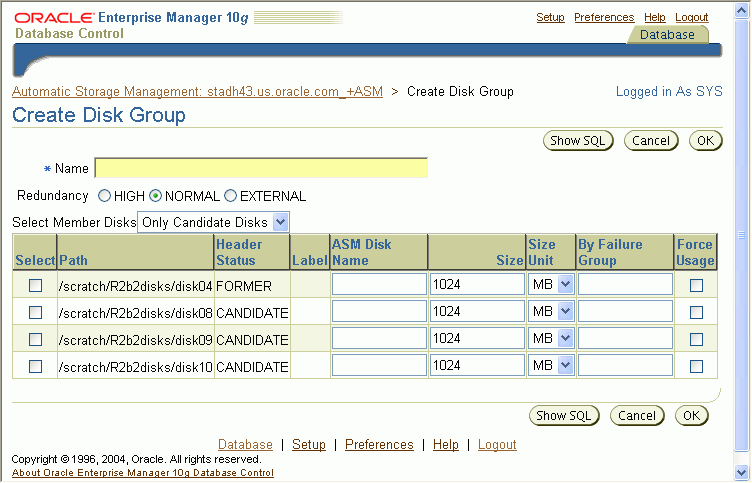 ORACLE Enterprise Manager 10g
Database Control
Setup Preferences Help Logout
Database
Automatic Storage Management: stadh43.us.oracle.com_+ASM > Create Disk Group
Logged in As SYS
Create Disk Group
Show SQL Cancel OK
* Name
Redundancy HIGH NORMAL EXTERNAL
Select Member Disks Only Candidate Disks
Select Path Header Status Label ASM Disk Name Size Size Unit By Failure Group Force Usage
/scratch/R2b2disks/disk04 FORMER 1024 MB
/scratch/R2b2disks/disk08 CANDIDATE 1024 MB
/scratch/R2b2disks/disk09 CANDIDATE 1024 MB
/scratch/R2b2disks/disk10 CANDIDATE 1024 MB
Show SQL Cancel OK
Database | Setup | Preferences | Help | Logout
Copyright © 1996, 2004, Oracle. All rights reserved.
About Oracle Enterprise Manager 10g Database Control